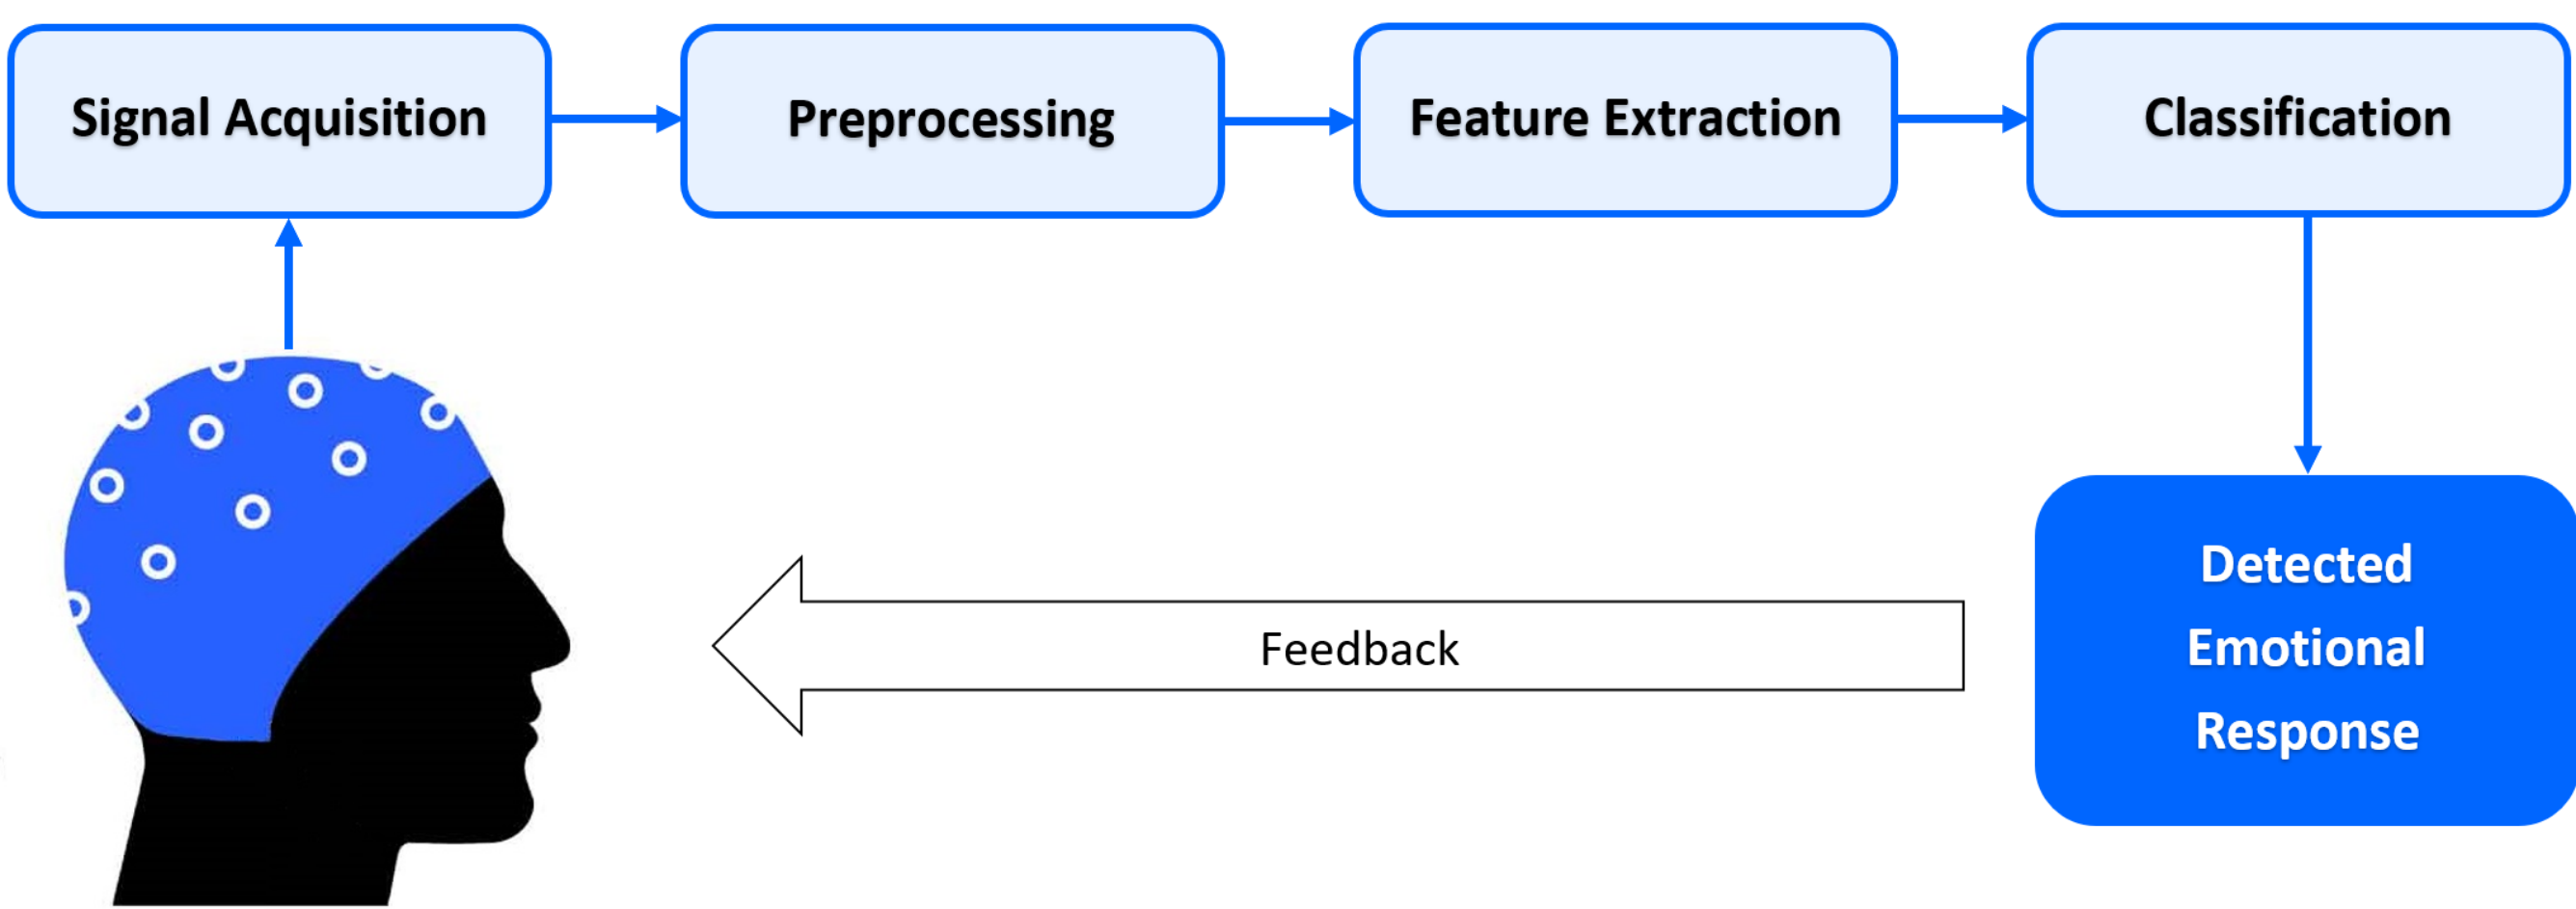 Signal Acquisition
Preprocessing
Feature Extraction
Classification
Detected
Emotional
Response
Feedback